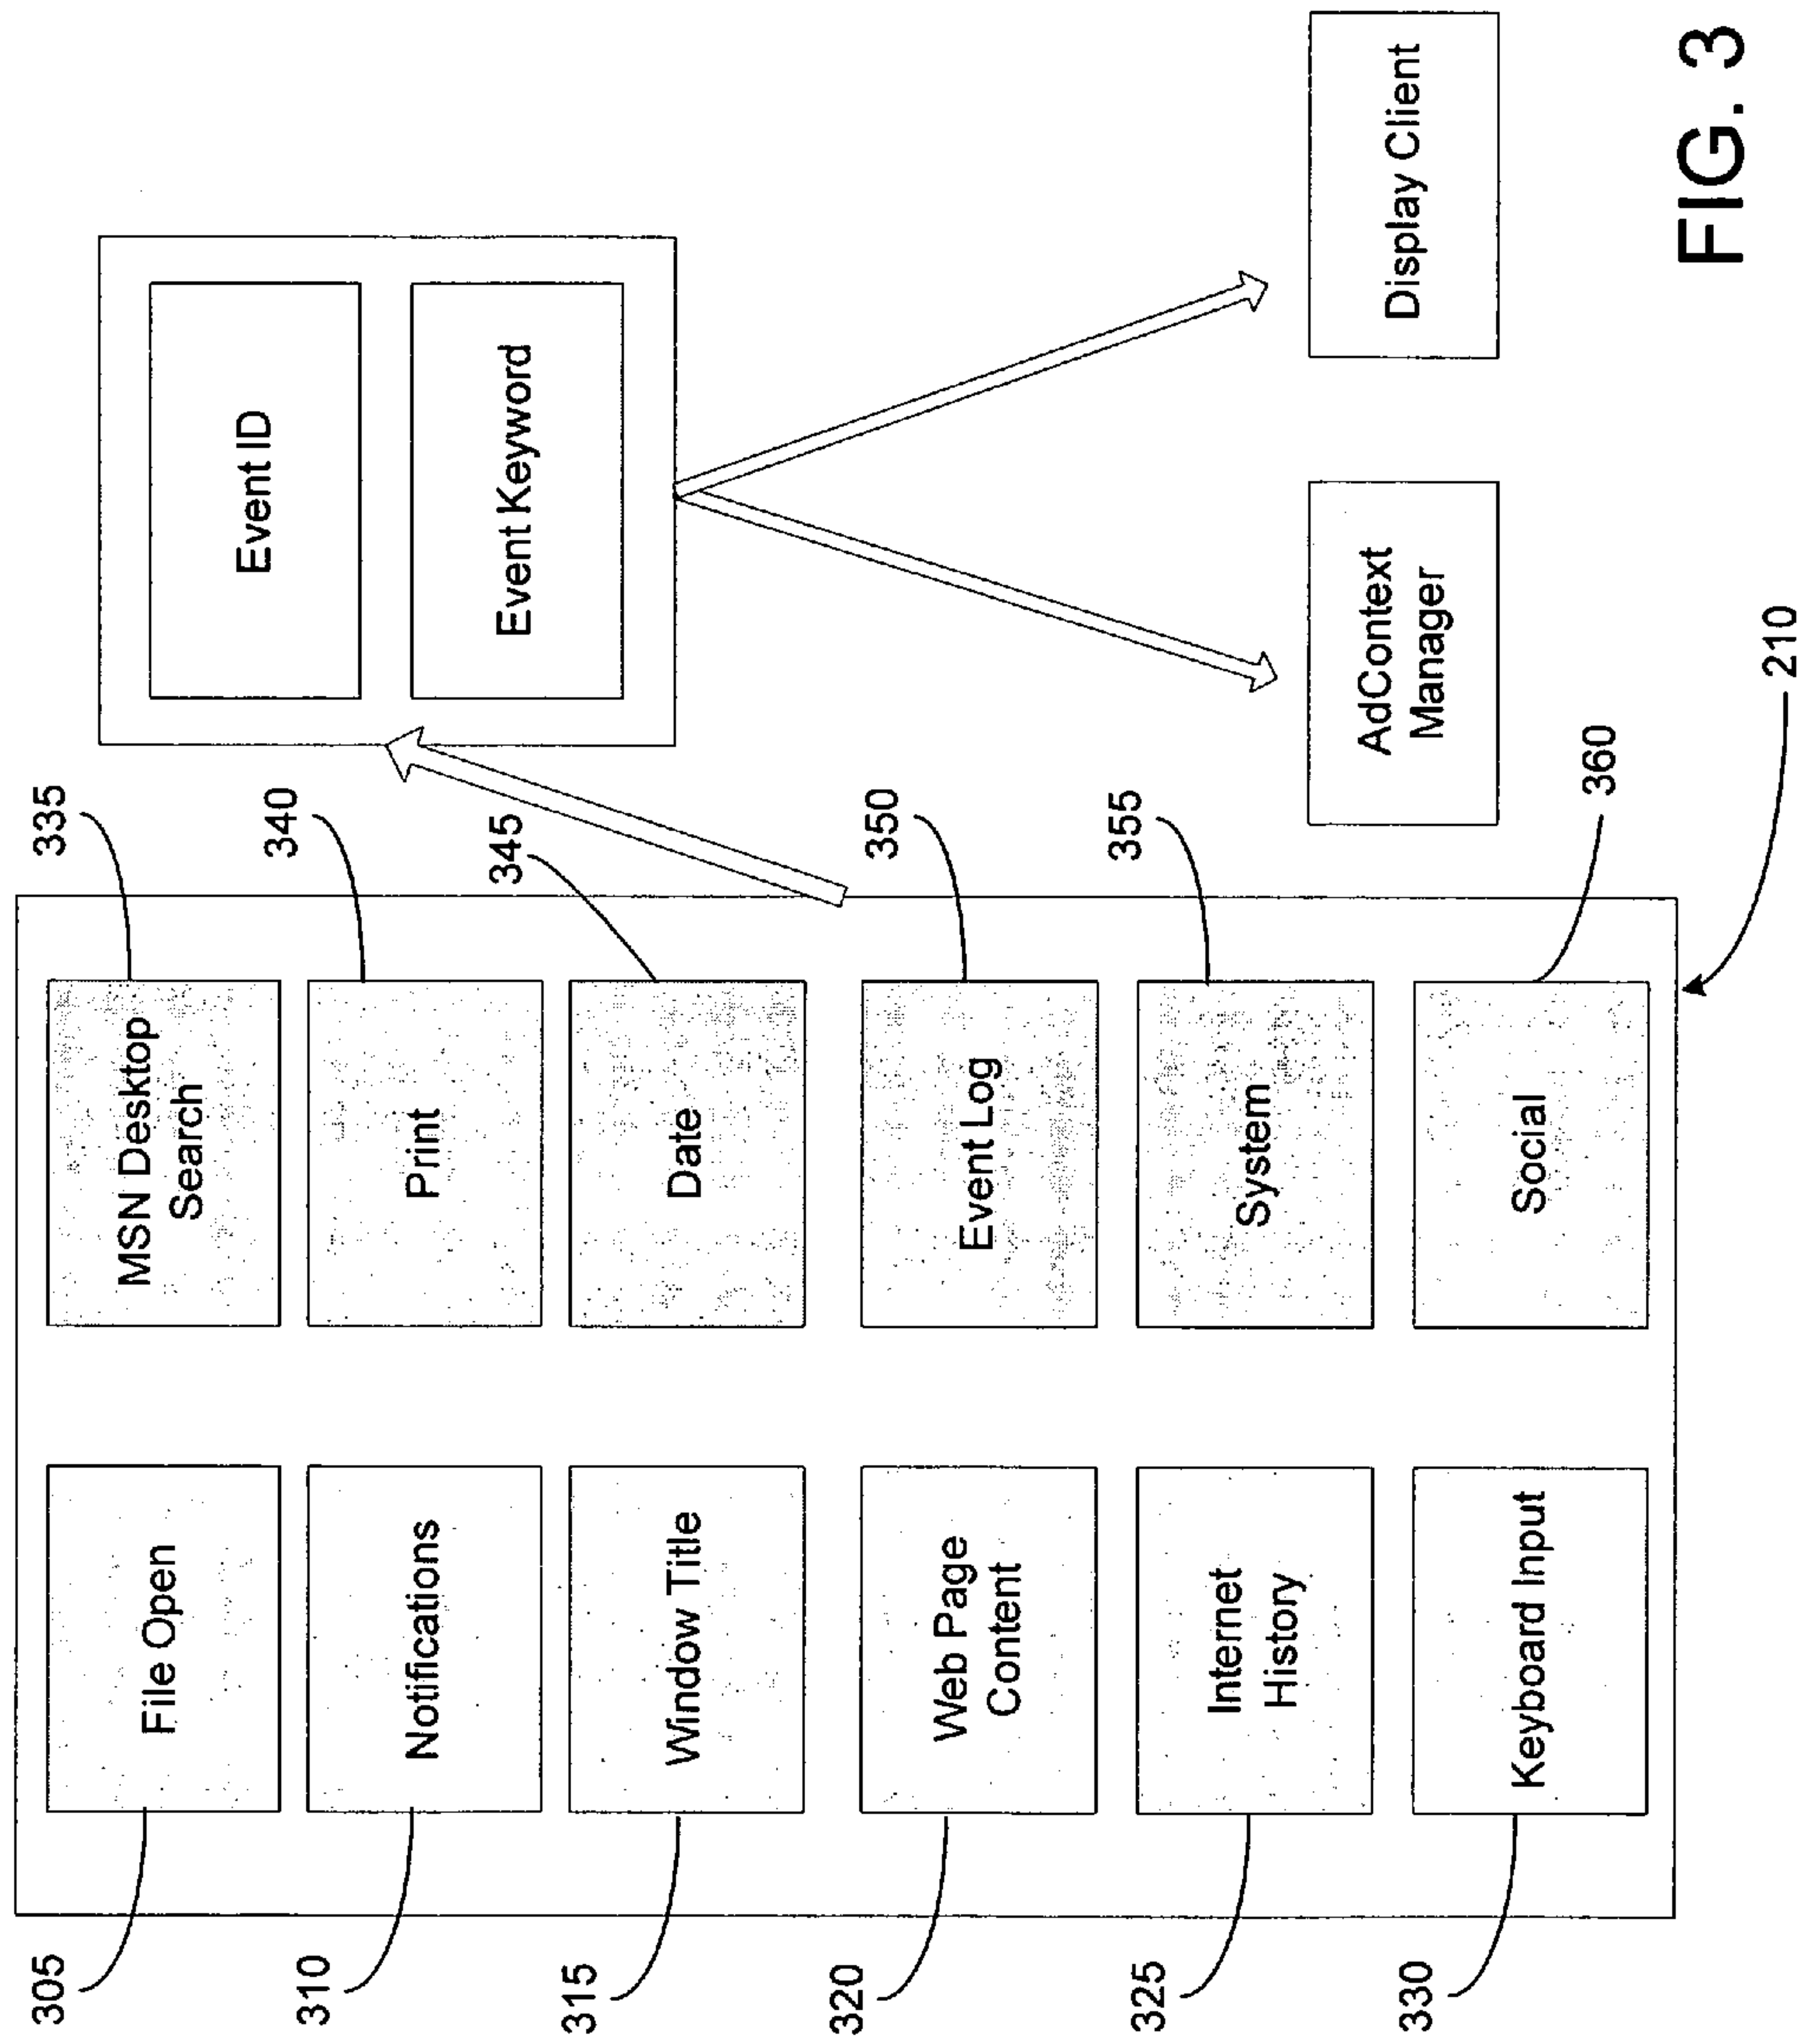 305
File Open
MSN Desktop
Search
335
310
Notifications
Print
340
315
Window Title
Date
345
320
Web Page
Content
Event Log
350
325
Internet
History
System
355
330
Keyboard Input
Social
360
210
Event ID
Event Keyword
AdContext
Manager
Display Client
FIG. 3